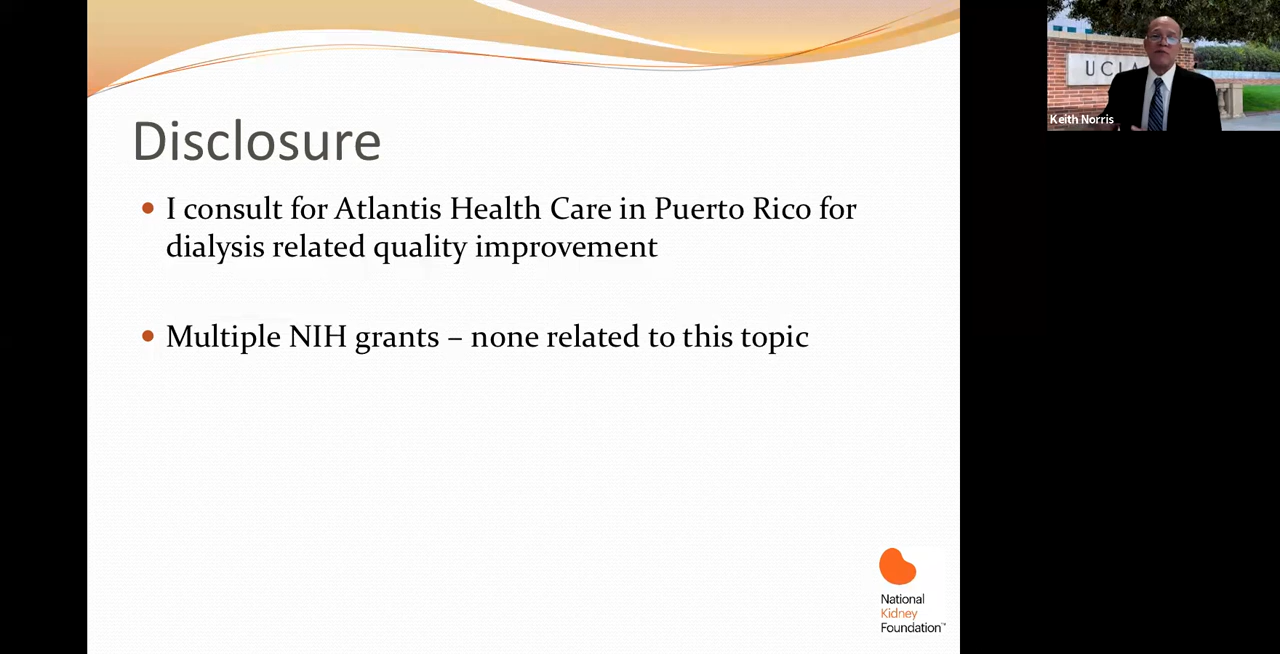 Disclosure
I consult for Atlantis Health Care in Puerto Rico for
dialysis related quality improvement
Multiple NIH grants – none related to this topic
National
Kidney
Foundation™
UCLA
Keith Norris